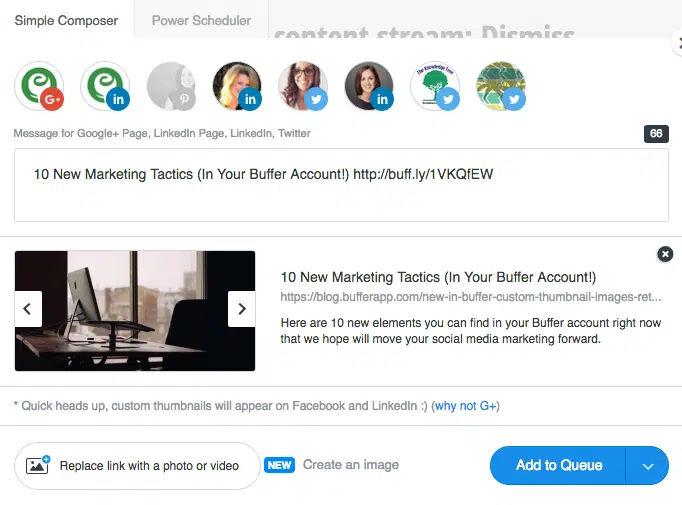 Simple Composer
Power Scheduler
content stream: Dismiss
G+
in
in
The Knowledge Tree
Message for Google+ Page, LinkedIn Page, LinkedIn, Twitter
66
10 New Marketing Tactics (In Your Buffer Account!) http://buff.ly/1VKQfEW
10 New Marketing Tactics (In Your Buffer Account!)
https://blog.bufferapp.com/new-in-buffer-custom-thumbnail-images-ret...
Here are 10 new elements you can find in your Buffer account right now
that we hope will move your social media marketing forward.
* Quick heads up, custom thumbnails will appear on Facebook and LinkedIn :) (why not G+)
Replace link with a photo or video
NEW
Create an image
Add to Queue